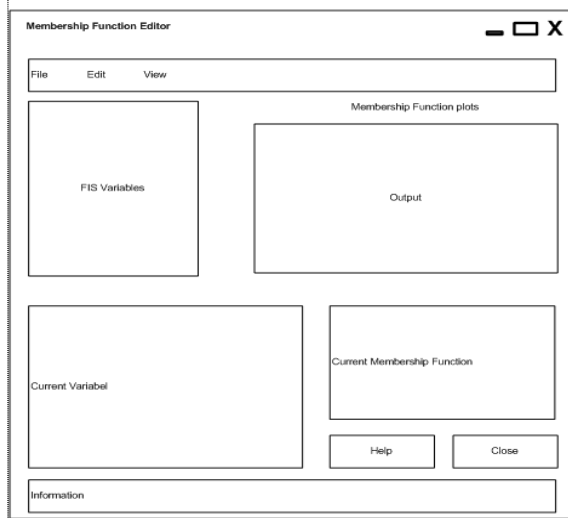 Membership Function Editor
X
File Edit View
Membership Function plots
FIS Variables
Output
Current Variabel
Current Membership Function
Help
Close
Information